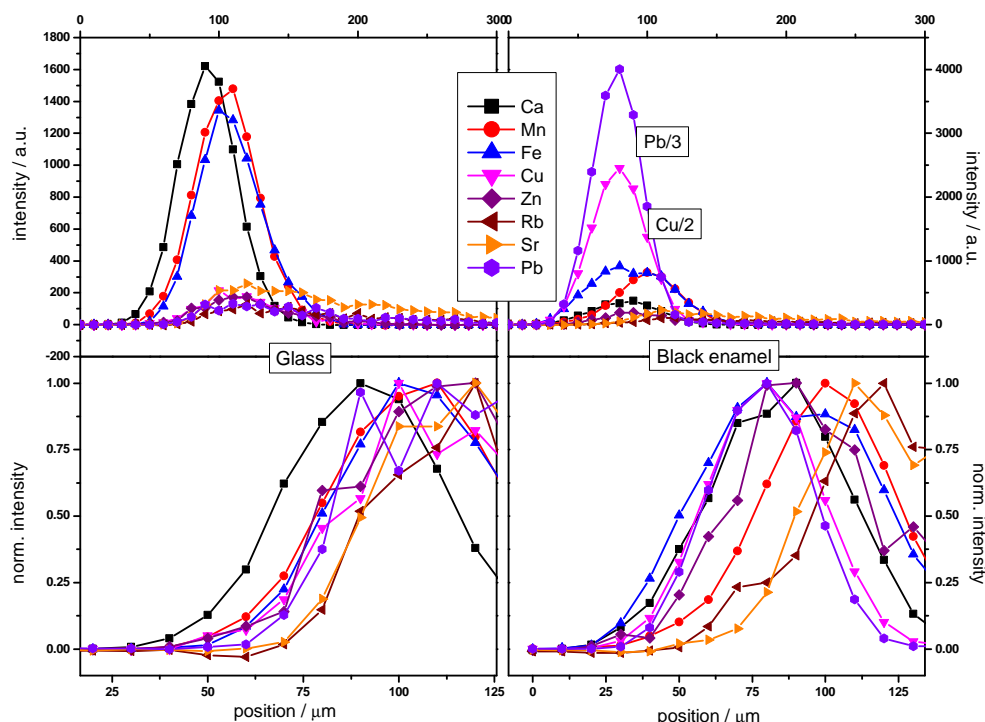 0 100 200 300 0 100 200 300
1800
1600
1400
1200
1000
800
600
400
200
0
-200
intensity / a.u.
Ca
Mn
Fe
Cu
Zn
Rb
Sr
Pb
Pb/3
Cu/2
4000
3000
2000
1000
0
intensity / a.u.
Glass
Black enamel
1.00
0.75
0.50
0.25
0.00
norm. intensity
1.00
0.75
0.50
0.25
0.00
norm. intensity
25 50 75 100 125 0 25 50 75 100 125
position / μm
position / μm